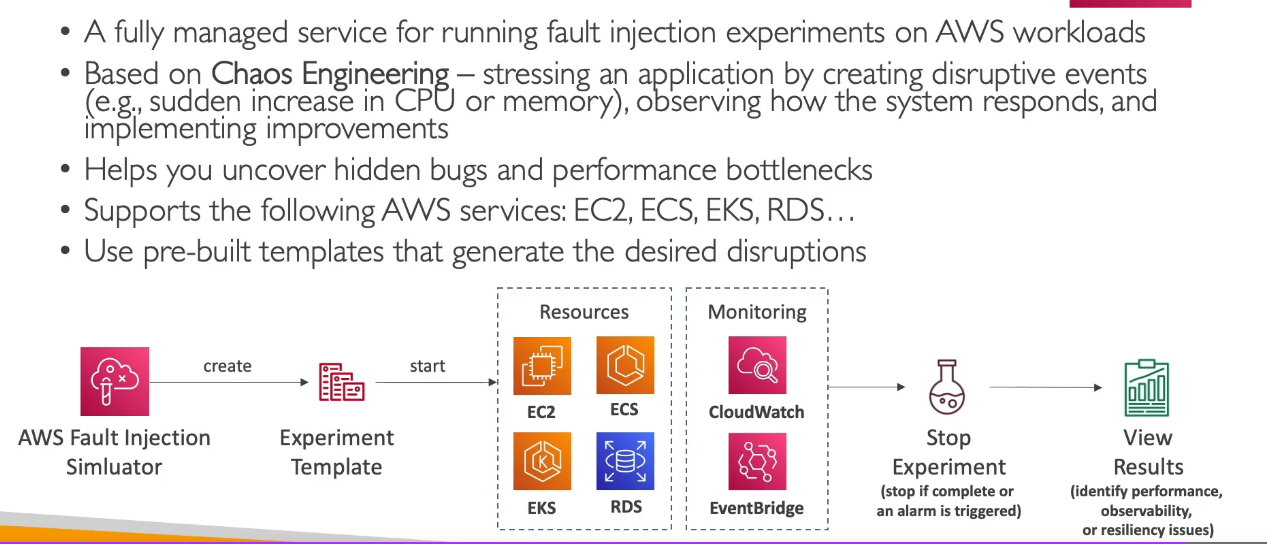 • A fully managed service for running fault injection experiments on AWS workloads
• Based on Chaos Engineering – stressing an application by creating disruptive events
(e.g., sudden increase in CPU or memory), observing how the system responds, and
implementing improvements
• Helps you uncover hidden bugs and performance bottlenecks
• Supports the following AWS services: EC2, ECS, EKS, RDS…
• Use pre-built templates that generate the desired disruptions
AWS Fault Injection
Simluator
create
Experiment
Template
start
Resources
EC2
ECS
EKS
RDS
Monitoring
CloudWatch
EventBridge
Stop
Experiment
(stop if complete or
an alarm is triggered)
View
Results
(identify performance,
observability,
or resiliency issues)